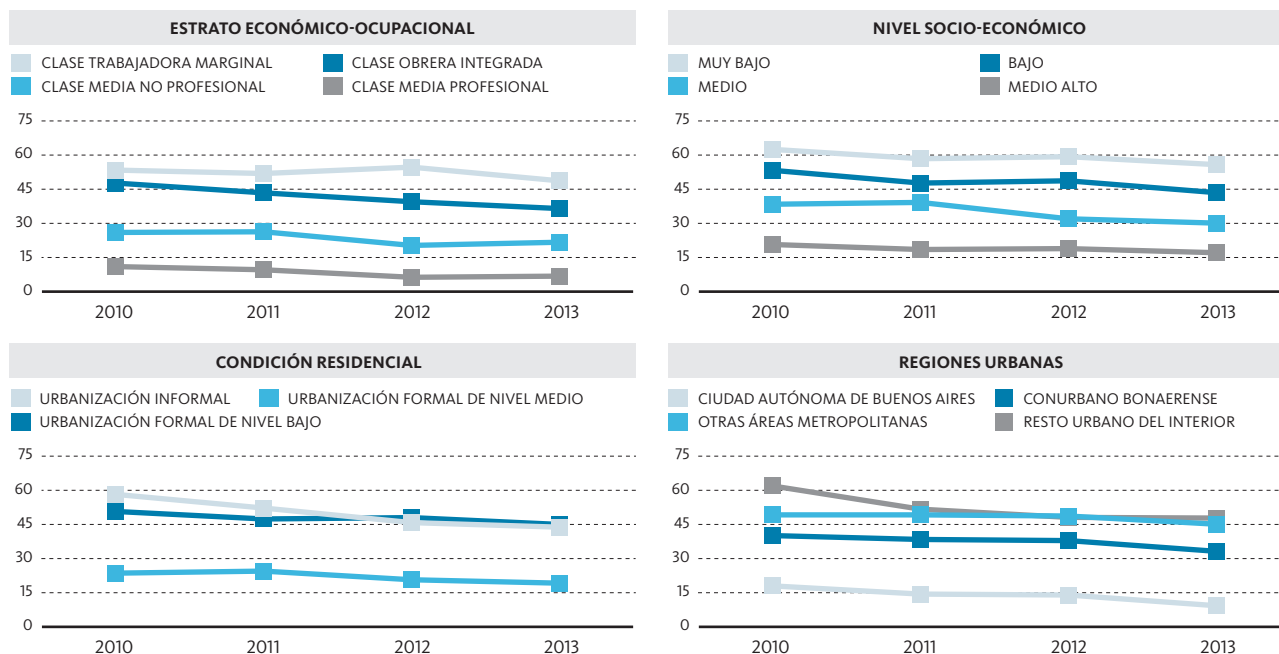 ESTRATO ECONÓMICO-OCUPACIONAL
CLASE TRABAJADORA MARGINAL
CLASE OBRERA INTEGRADA
CLASE MEDIA NO PROFESIONAL
CLASE MEDIA PROFESIONAL
75
60
45
30
15
0
2010 2011 2012 2013
NIVEL SOCIO-ECONÓMICO
MUY BAJO
BAJO
MEDIO
MEDIO ALTO
75
60
45
30
15
0
2010 2011 2012 2013
CONDICIÓN RESIDENCIAL
URBANIZACIÓN INFORMAL
URBANIZACIÓN FORMAL DE NIVEL MEDIO
URBANIZACIÓN FORMAL DE NIVEL BAJO
75
60
45
30
15
0
2010 2011 2012 2013
REGIONES URBANAS
CIUDAD AUTÓNOMA DE BUENOS AIRES
CONURBANO BONAERENSE
OTRAS ÁREAS METROPOLITANAS
RESTO URBANO DEL INTERIOR
75
60
45
30
15
0
2010 2011 2012 2013